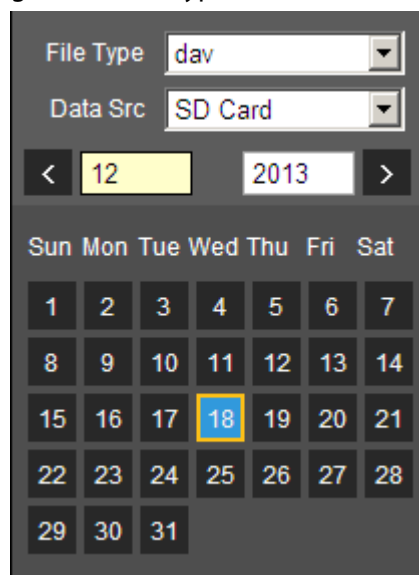 File Type dav
Data Src SD Card
< 12 2013 >
Sun Mon Tue Wed Thu Fri Sat
1 2 3 4 5 6 7
8 9 10 11 12 13 14
15 16 17 18 19 20 21
22 23 24 25 26 27 28
29 30 31